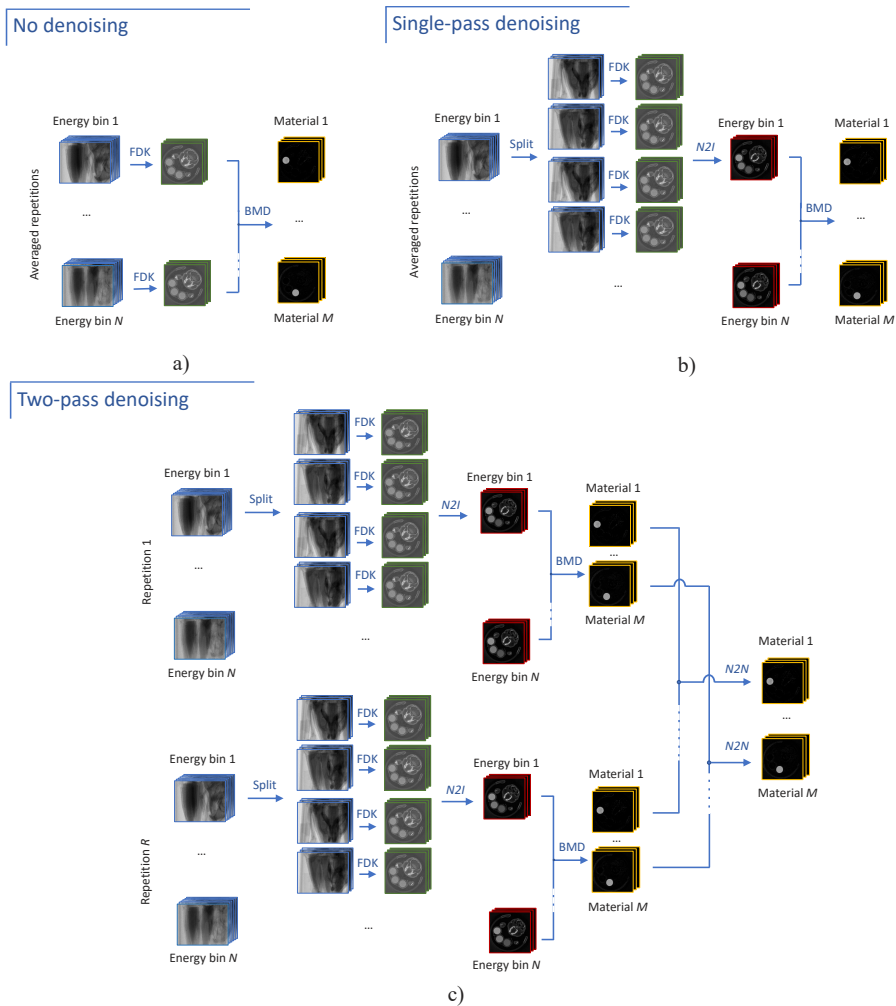 No denoising
Energy bin 1
Material 1
FDK
Averaged repetitions
...
BMD
...
FDK
Energy bin N
Material M
a)
Single-pass denoising
FDK
Energy bin 1
FDK
Energy bin 1
Material 1
Split
N2I
FDK
Averaged repetitions
...
BMD
...
FDK
...
Energy bin N
Material M
b)
Two-pass denoising
FDK
Energy bin 1
FDK
Energy bin 1
Material 1
Split
N2I
FDK
...
Repetition 1
...
BMD
FDK
Material M
...
Energy bin N
Energy bin N
Material 1
N2N
...
N2N
Material M
FDK
Energy bin 1
FDK
Energy bin 1
Material 1
Split
N2I
FDK
...
Repetition R
...
BMD
FDK
Material M
...
Energy bin N
Energy bin N
c)